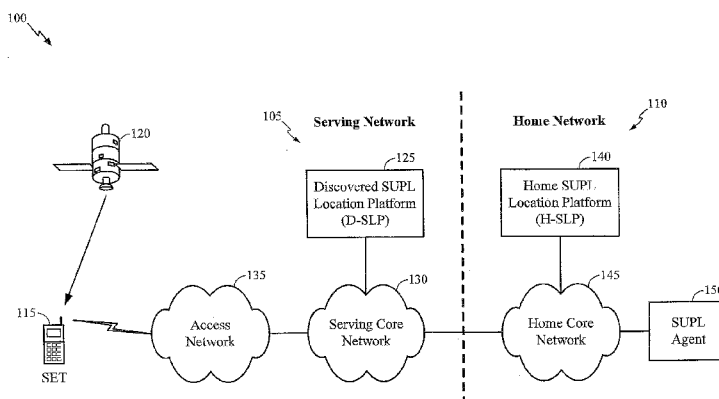 100
120
105
Serving Network
Home Network
110
125
Discovered SUPL
Location Platform
(D-SLP)
140
Home SUPL
Location Platform
(H-SLP)
115
SET
135
Access
Network
130
Serving Core
Network
145
Home Core
Network
150
SUPL
Agent